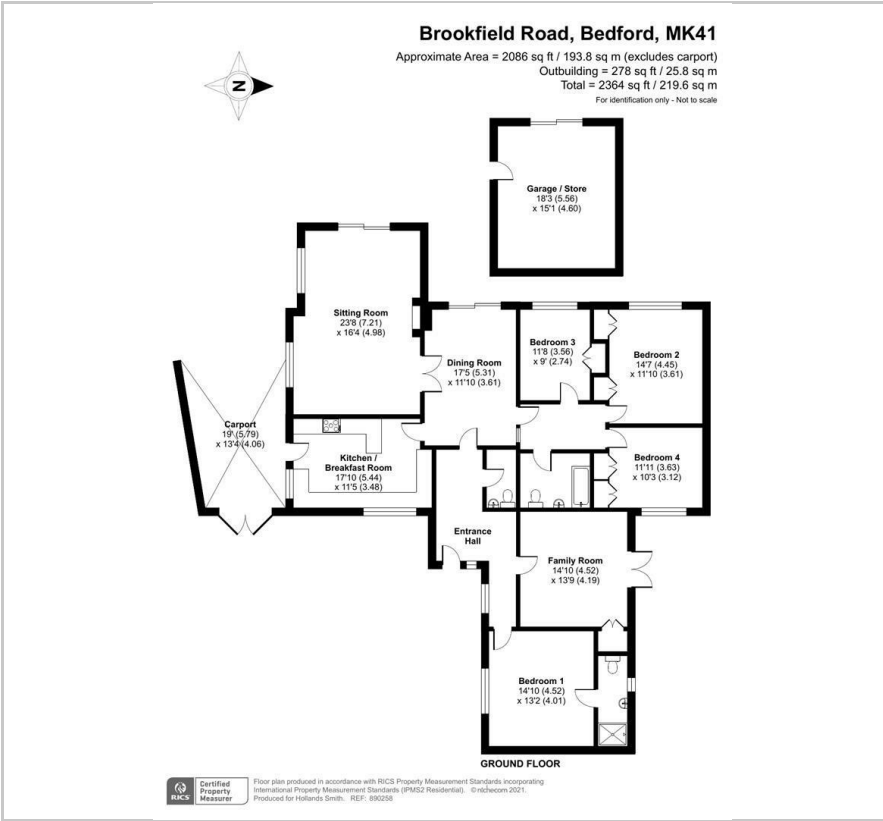 Brookfield Road, Bedford, MK41
Approximate Area = 2086 sq ft / 193.8 sq m (excludes carport)
Outbuilding = 278 sq ft / 25.8 sq m
Total = 2364 sq ft / 219.6 sq m
For identification only - Not to scale
N
Garage / Store
18'3 (5.56)
x 15'1 (4.60)
Sitting Room
23'8 (7.21)
x 16'4 (4.98)
Dining Room
17'5 (5.31)
x 11'10 (3.61)
Bedroom 3
11'8 (3.56)
x 9' (2.74)
Bedroom 2
14'7 (4.45)
x 11'10 (3.61)
Carport
19' (5.79)
x 13'4 (4.06)
Kitchen /
Breakfast Room
17'10 (5.44)
x 11'5 (3.48)
Bedroom 4
11'11 (3.63)
x 10'3 (3.12)
Entrance
Hall
Family Room
14'10 (4.52)
x 13'9 (4.19)
Bedroom 1
14'10 (4.52)
x 13'2 (4.01)
GROUND FLOOR
RICS
Certified
Property
Measurer
Floor plan produced in accordance with RICS Property Measurement Standards incorporating
International Property Measurement Standards (IPMS2 Residential). ©nichecom 2021.
Produced for Hollands Smith. REF: 890258